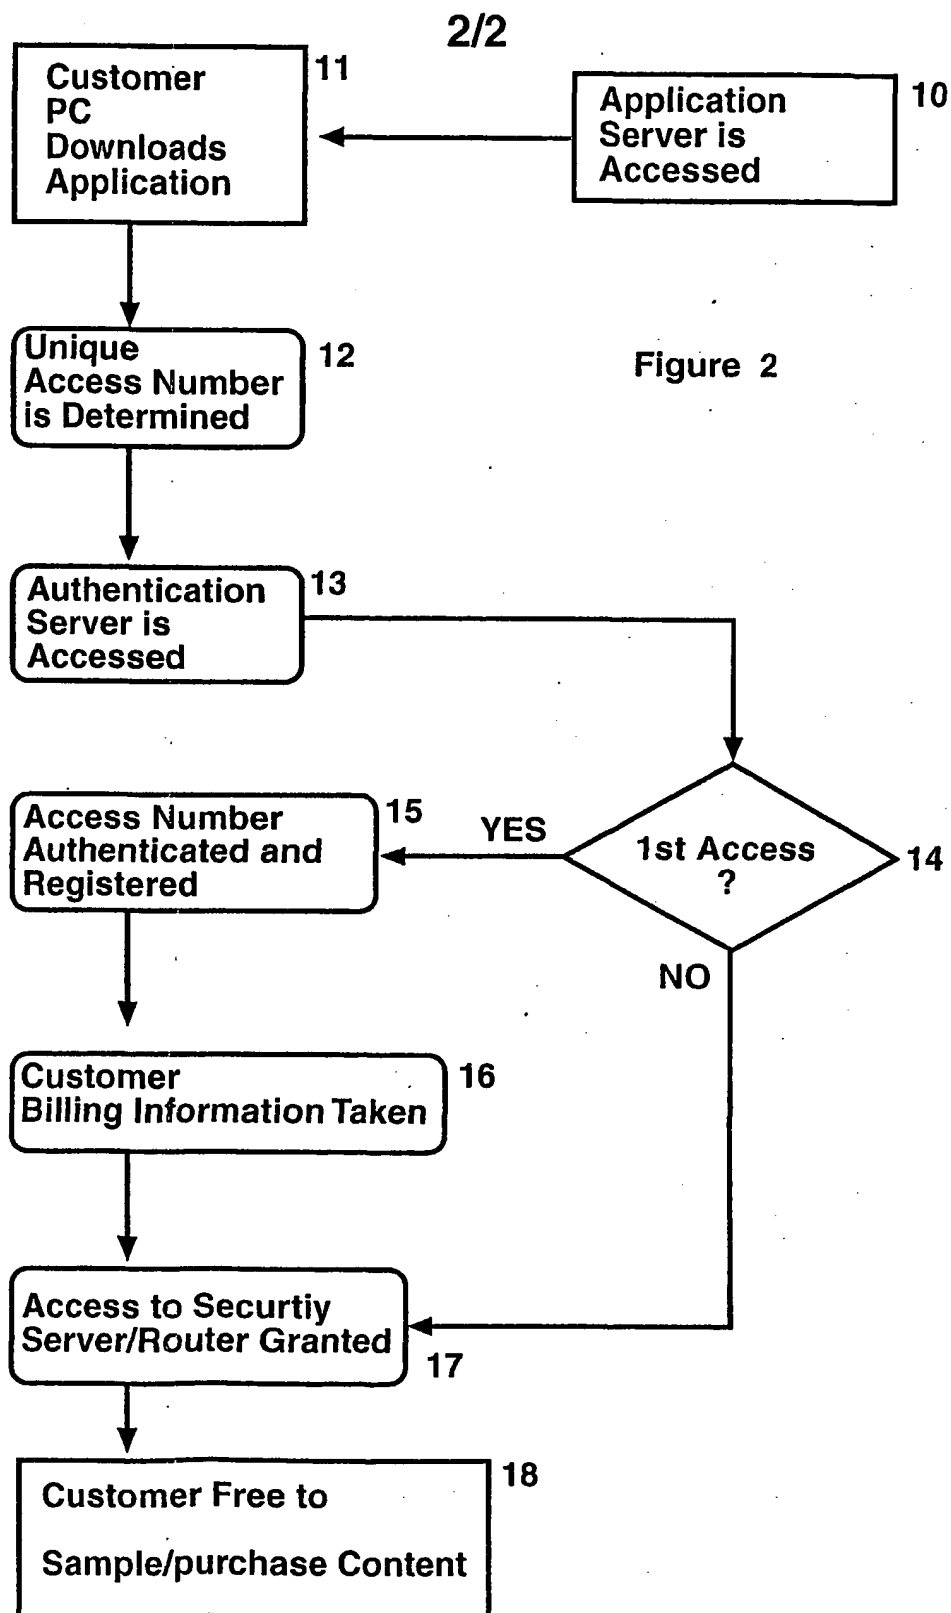 2/2
Customer
PC
Downloads
Application
11
Application
Server is
Accessed
10
Unique
Access Number
is Determined
12
Figure 2
Authentication
Server is
Accessed
13
1st Access
?
14
YES
NO
Access Number
Authenticated and
Registered
15
Customer
Billing Information Taken
16
Access to Securtiy
Server/Router Granted
17
Customer Free to
Sample/purchase Content
18